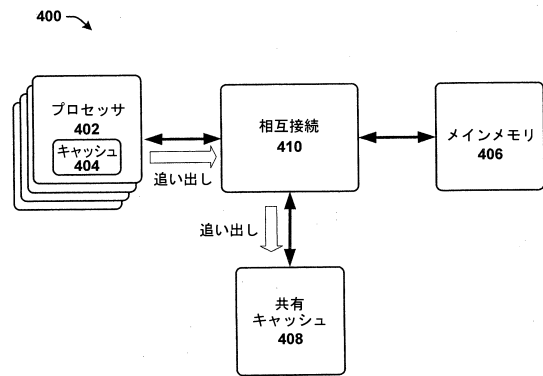 400
プロセッサ
402
キャッシュ
404
追い出し
相互接続
410
メインメモリ
406
追い出し
共有
キャッシュ
408